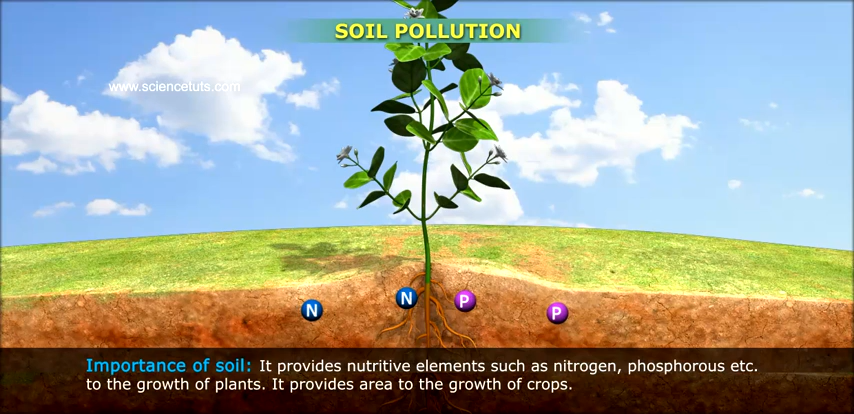 SOIL POLLUTION
www.sciencetuts.com
N
N
P
P
Importance of soil: It provides nutritive elements such as nitrogen, phosphorous etc.
to the growth of plants. It provides area to the growth of crops.